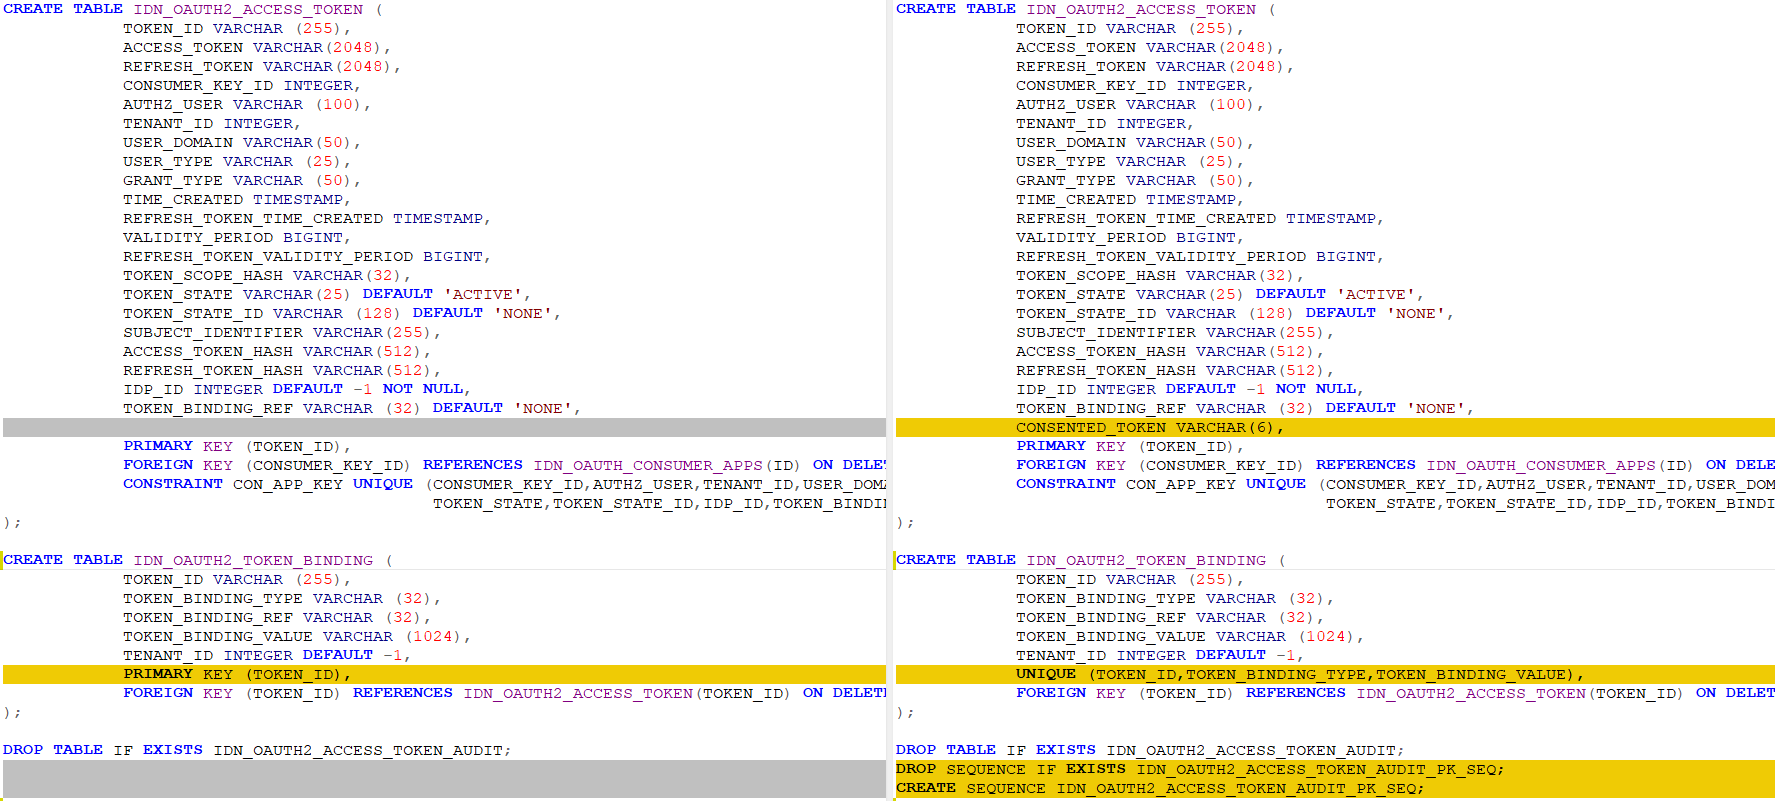 CREATE TABLE IDN_OAUTH2_ACCESS_TOKEN (
TOKEN_ID VARCHAR (255),
ACCESS_TOKEN VARCHAR(2048),
REFRESH_TOKEN VARCHAR(2048),
CONSUMER_KEY_ID INTEGER,
AUTHZ_USER VARCHAR (100),
TENANT_ID INTEGER,
USER_DOMAIN VARCHAR(50),
USER_TYPE VARCHAR (25),
GRANT_TYPE VARCHAR (50),
TIME_CREATED TIMESTAMP,
REFRESH_TOKEN_TIME_CREATED TIMESTAMP,
VALIDITY_PERIOD BIGINT,
REFRESH_TOKEN_VALIDITY_PERIOD BIGINT,
TOKEN_SCOPE_HASH VARCHAR(32),
TOKEN_STATE VARCHAR(25) DEFAULT 'ACTIVE',
TOKEN_STATE_ID VARCHAR (128) DEFAULT 'NONE',
SUBJECT_IDENTIFIER VARCHAR(255),
ACCESS_TOKEN_HASH VARCHAR(512),
REFRESH_TOKEN_HASH VARCHAR(512),
IDP_ID INTEGER DEFAULT -1 NOT NULL,
TOKEN_BINDING_REF VARCHAR (32) DEFAULT 'NONE',
PRIMARY KEY (TOKEN_ID),
FOREIGN KEY (CONSUMER_KEY_ID) REFERENCES IDN_OAUTH_CONSUMER_APPS(ID) ON DELET
CONSTRAINT CON_APP_KEY UNIQUE (CONSUMER_KEY_ID,AUTHZ_USER,TENANT_ID,USER_DOMA
TOKEN_STATE,TOKEN_STATE_ID,IDP_ID,TOKEN_BINDI
);
CREATE TABLE IDN_OAUTH2_TOKEN_BINDING (
TOKEN_ID VARCHAR (255),
TOKEN_BINDING_TYPE VARCHAR (32),
TOKEN_BINDING_REF VARCHAR (32),
TOKEN_BINDING_VALUE VARCHAR (1024),
TENANT_ID INTEGER DEFAULT -1,
PRIMARY KEY (TOKEN_ID),
FOREIGN KEY (TOKEN_ID) REFERENCES IDN_OAUTH2_ACCESS_TOKEN(TOKEN_ID) ON DELETE
);
DROP TABLE IF EXISTS IDN_OAUTH2_ACCESS_TOKEN_AUDIT;
CREATE TABLE IDN_OAUTH2_ACCESS_TOKEN (
TOKEN_ID VARCHAR (255),
ACCESS_TOKEN VARCHAR(2048),
REFRESH_TOKEN VARCHAR(2048),
CONSUMER_KEY_ID INTEGER,
AUTHZ_USER VARCHAR (100),
TENANT_ID INTEGER,
USER_DOMAIN VARCHAR(50),
USER_TYPE VARCHAR (25),
GRANT_TYPE VARCHAR (50),
TIME_CREATED TIMESTAMP,
REFRESH_TOKEN_TIME_CREATED TIMESTAMP,
VALIDITY_PERIOD BIGINT,
REFRESH_TOKEN_VALIDITY_PERIOD BIGINT,
TOKEN_SCOPE_HASH VARCHAR(32),
TOKEN_STATE VARCHAR(25) DEFAULT 'ACTIVE',
TOKEN_STATE_ID VARCHAR (128) DEFAULT 'NONE',
SUBJECT_IDENTIFIER VARCHAR(255),
ACCESS_TOKEN_HASH VARCHAR(512),
REFRESH_TOKEN_HASH VARCHAR(512),
IDP_ID INTEGER DEFAULT -1 NOT NULL,
TOKEN_BINDING_REF VARCHAR (32) DEFAULT 'NONE',
CONSENTED_TOKEN VARCHAR(6),
PRIMARY KEY (TOKEN_ID),
FOREIGN KEY (CONSUMER_KEY_ID) REFERENCES IDN_OAUTH_CONSUMER_APPS(ID) ON DELE
CONSTRAINT CON_APP_KEY UNIQUE (CONSUMER_KEY_ID,AUTHZ_USER,TENANT_ID,USER_DOM
TOKEN_STATE,TOKEN_STATE_ID,IDP_ID,TOKEN_BINDI
);
CREATE TABLE IDN_OAUTH2_TOKEN_BINDING (
TOKEN_ID VARCHAR (255),
TOKEN_BINDING_TYPE VARCHAR (32),
TOKEN_BINDING_REF VARCHAR (32),
TOKEN_BINDING_VALUE VARCHAR (1024),
TENANT_ID INTEGER DEFAULT -1,
UNIQUE (TOKEN_ID,TOKEN_BINDING_TYPE,TOKEN_BINDING_VALUE),
FOREIGN KEY (TOKEN_ID) REFERENCES IDN_OAUTH2_ACCESS_TOKEN(TOKEN_ID) ON DELET
);
DROP TABLE IF EXISTS IDN_OAUTH2_ACCESS_TOKEN_AUDIT;
DROP SEQUENCE IF EXISTS IDN_OAUTH2_ACCESS_TOKEN_AUDIT_PK_SEQ;
CREATE SEQUENCE IDN_OAUTH2_ACCESS_TOKEN_AUDIT_PK_SEQ;